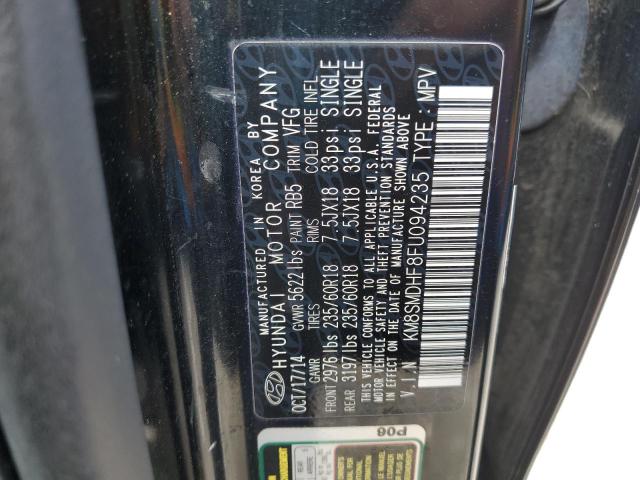 MANUFACTURED IN KOREA BY
HYUNDAI MOTOR COMPANY
OCT/17/14 GVWR 5622 lbs PAINT RB5 TRIM VFG
GAWR TIRES RIMS COLD TIRE INFL
FRONT 2976 lbs 235/60R18 7.5JX18 33psi SINGLE
REAR 3197 lbs 235/60R18 7.5JX18 33psi SINGLE
THIS VEHICLE CONFORMS TO ALL APPLICABLE U.S.A. FEDERAL
MOTOR VEHICLE SAFETY AND THEFT PREVENTION STANDARDS
IN EFFECT ON THE DATE OF MANUFACTURE SHOWN ABOVE
V.I.N : KM8SMDHF8FU094235 TYPE : MPV
P06
REAR
ARRIÈRE